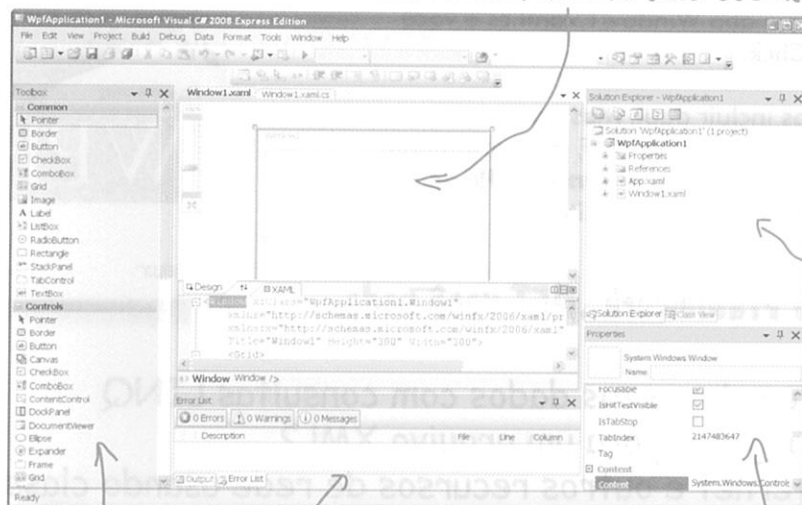 WpfApplication1 - Microsoft Visual C# 2008 Express Edition
File Edit View Project Build Debug Data Format Tools Window Help
Toolbox
Common
Pointer
Border
Button
CheckBox
ComboBox
Grid
Image
A Label
ListBox
RadioButton
Rectangle
StackPanel
TabControl
TextBox
Controls
Pointer
Border
Button
Canvas
CheckBox
ComboBox
ContentControl
DockPanel
DocumentViewer
Ellipse
Expander
Frame
Grid
Ready
Window1.xaml Window1.xaml.cs
Design XAML
<Window x:Class="WpfApplication1.Window1"
xmlns="http://schemas.microsoft.com/winfx/2006/xaml/pr
xmlns:x="http://schemas.microsoft.com/winfx/2006/xaml"
Title="Window1" Height="300" Width="300">
<Grid>
Window Window />
Error List
0 Errors 0 Warnings 0 Messages
Description File Line Column
Output Error List
Solution Explorer - WpfApplication1
Solution 'WpfApplication1' (1 project)
WpfApplication1
Properties
References
App.xaml
Window1.xaml
Solution Explorer Class View
Properties
System.Windows.Window
Name
Focusable
IsHitTestVisible
IsTabStop
TabIndex 2147483647
Tag
Content
Content System.Windows.Controls